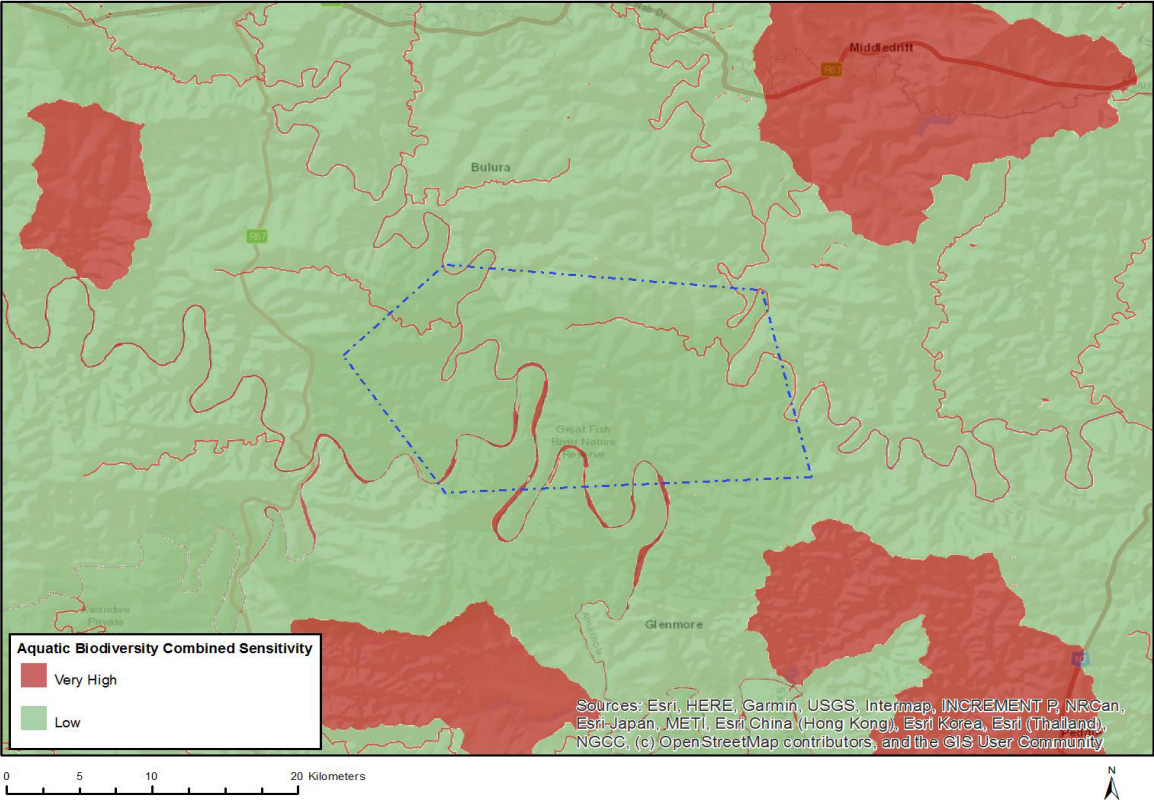 Middledrift
R63
Bulura
R67
Great Fish
River Nature
Reserve
Kwandwe
Private
Glenmore
Aquatic Biodiversity Combined Sensitivity
Very High
Low
Sources: Esri, HERE, Garmin, USGS, Intermap, INCREMENT P, NRCan,
Esri Japan, METI, Esri China (Hong Kong), Esri Korea, Esri (Thailand),
NGCC, (c) OpenStreetMap contributors, and the GIS User Community
0 5 10 20 Kilometers
N